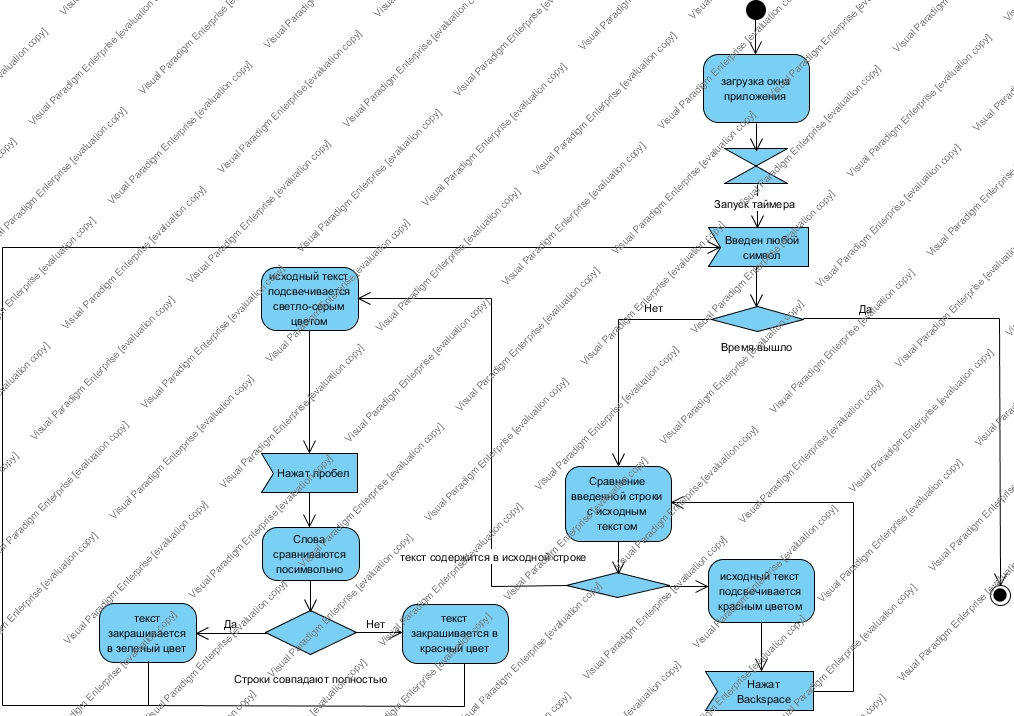 загрузка окна
приложения
Запуск таймера
Введен любой
символ
Нет
Да
Время вышло
исходный текст
подсвечивается
светло-серым
цветом
Нажат пробел
Сравнение
введенной строки
с исходным
текстом
Слова
сравниваются
посимвольно
текст содержится в исходной строке
исходный текст
подсвечивается
красным цветом
текст
закрашивается
в зеленый цвет
Да
Нет
текст
закрашивается в
красный цвет
Строки совпадают полностью
Нажат
Backspace
Visual Paradigm Enterprise [evaluation copy]